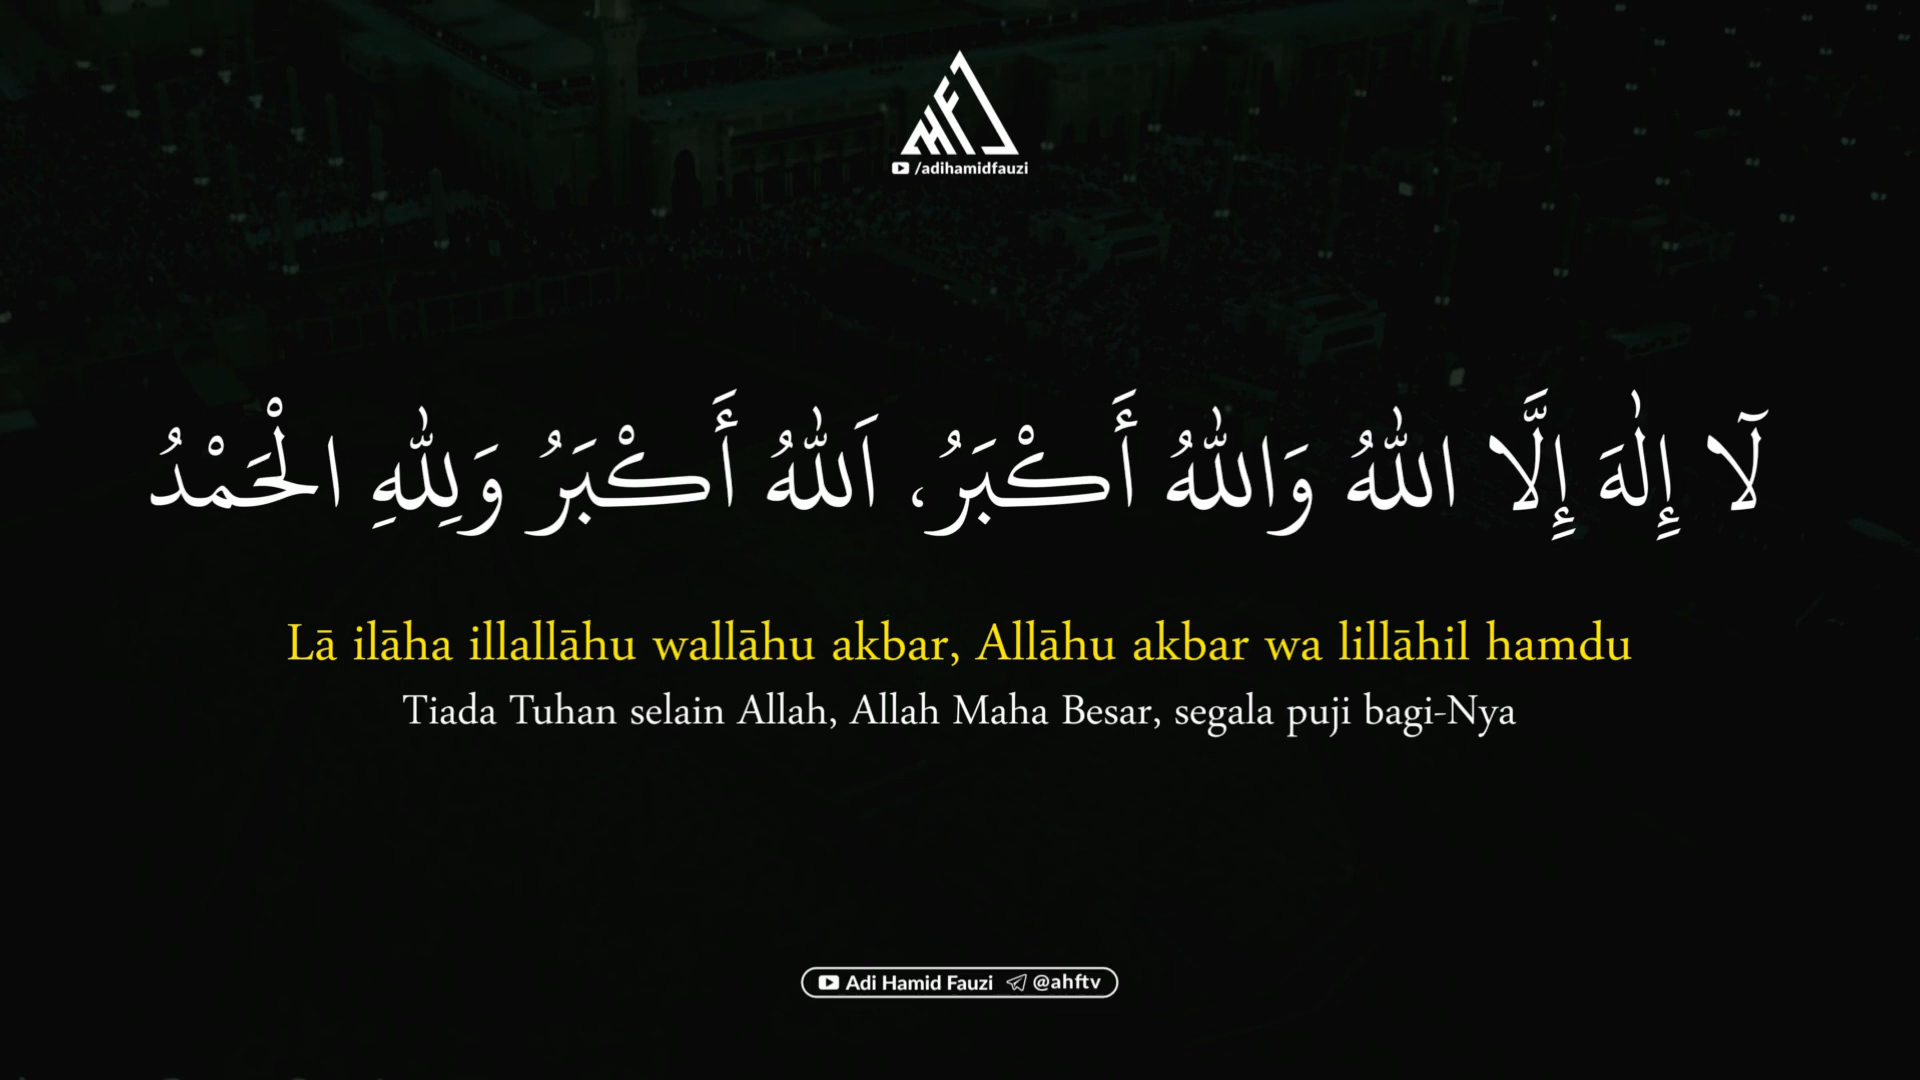 /adihamidfauzi
لَآ إِلٰهَ إِلَّا اللّٰهُ وَاللّٰهُ أَكْبَرُ، اَللّٰهُ أَكْبَرُ وَلِلّٰهِ الْحَمْدُ
Lā ilāha illallāhu wallāhu akbar, Allāhu akbar wa lillāhil hamdu
Tiada Tuhan selain Allah, Allah Maha Besar, segala puji bagi-Nya
Adi Hamid Fauzi @ahftv